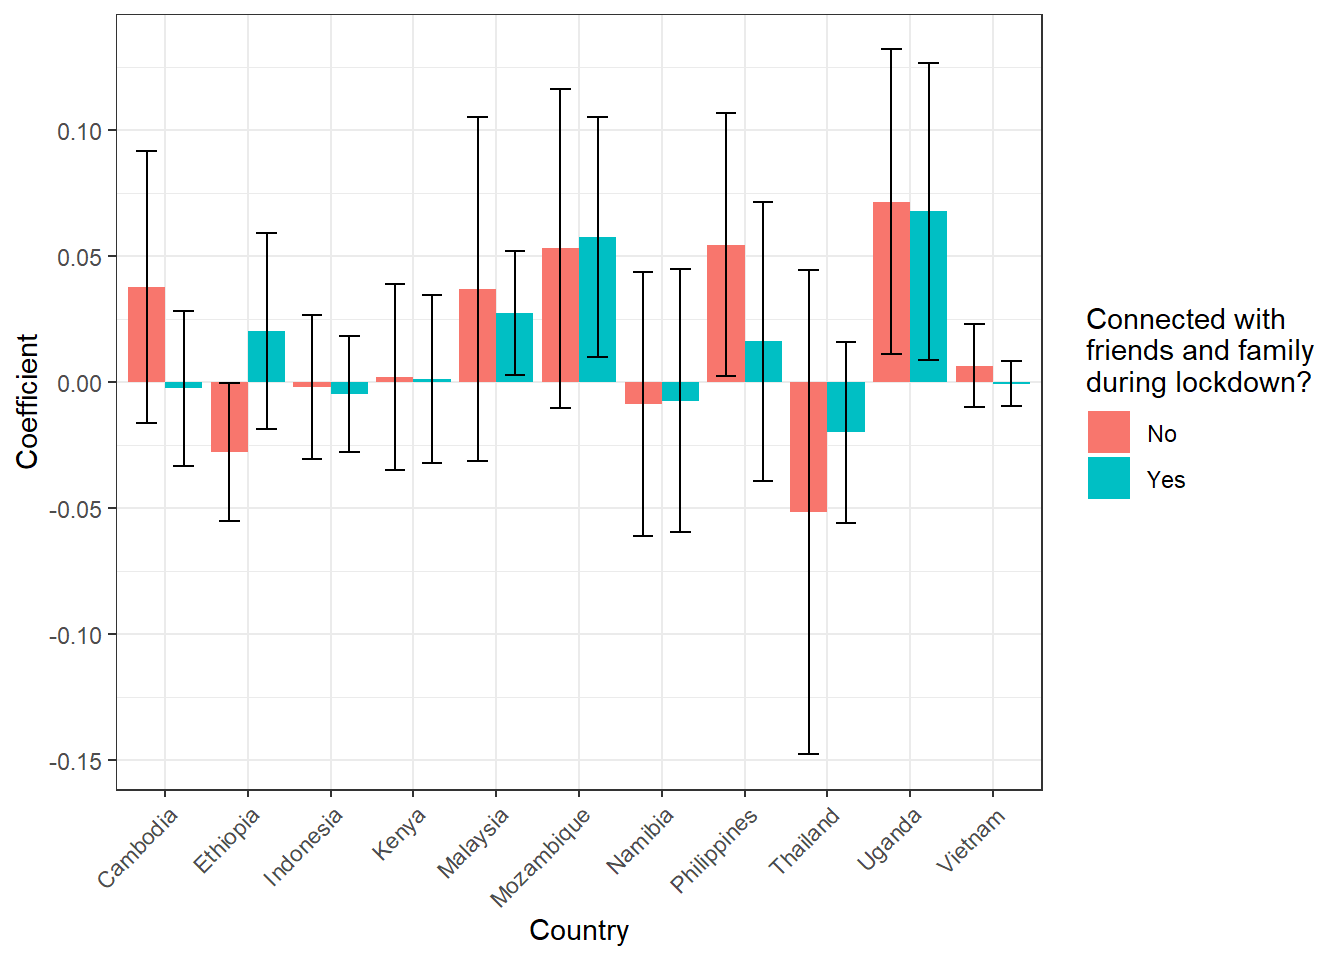 0.10
0.05
0.00
-0.05
-0.10
-0.15
Coefficient
Cambodia
Ethiopia
Indonesia
Kenya
Malaysia
Mozambique
Namibia
Philippines
Thailand
Uganda
Vietnam
Country
Connected with
friends and family
during lockdown?
No
Yes